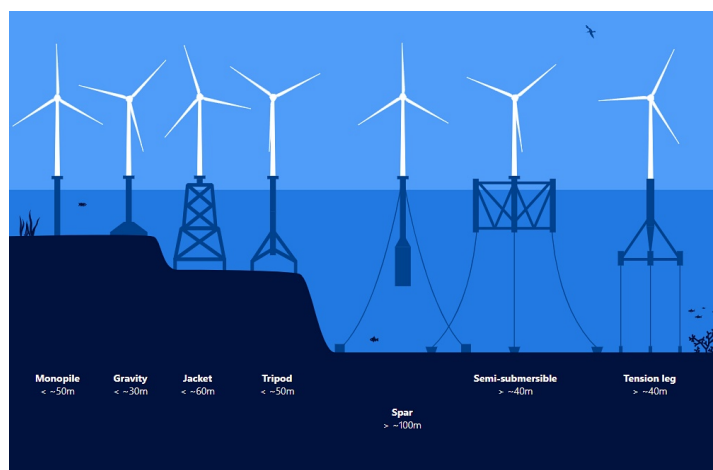 Monopile
< ~50m
Gravity
< ~30m
Jacket
< ~60m
Tripod
< ~50m
Spar
> ~100m
Semi-submersible
> ~40m
Tension leg
> ~40m